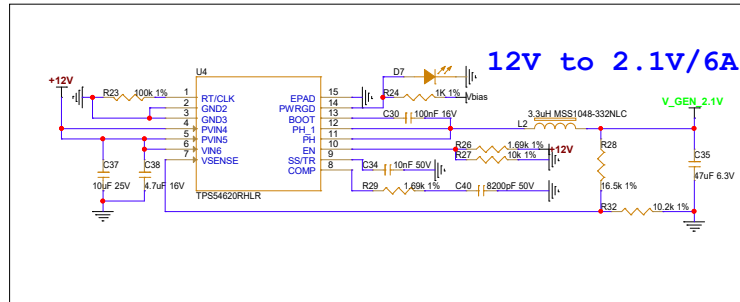 12V to 2.1V/6A
+12V
R23
100k 1%
U4
1
2
3
4
5
6
7
RT/CLK
GND2
GND3
PVIN4
PVIN5
VIN6
VSENSE
EPAD
PWRGD
BOOT
PH_1
PH
EN
SS/TR
COMP
15
14
13
12
11
10
9
8
TPS54620RHLR
D7
R24
1K 1%
Vbias
C30
100nF 16V
3.3uH MSS1048-332NLC
L2
V_GEN_2.1V
R26
1.69k 1%
R27
10k 1%
+12V
C34
10nF 50V
R29
1.69k 1%
C40
8200pF 50V
R28
16.5k 1%
R32
10.2k 1%
C35
47uF 6.3V
C37
10uF 25V
C38
4.7uF 16V